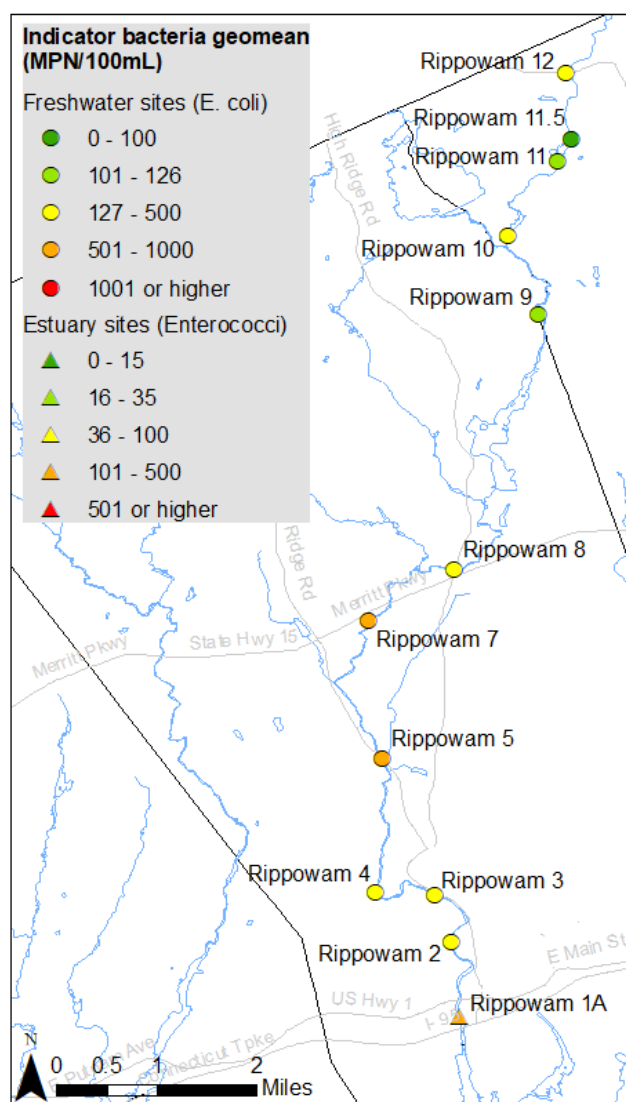 Indicator bacteria geomean
(MPN/100mL)
Freshwater sites (E. coli)
0 - 100
101 - 126
127 - 500
501 - 1000
1001 or higher
Estuary sites (Enterococci)
0 - 15
16 - 35
36 - 100
101 - 500
501 or higher
Rippowam 12
High Ridge Rd
Rippowam 11.5
Rippowam 11
Rippowam 10
Rippowam 9
Ridge Rd
Rippowam 8
Merritt Pkwy
Rippowam 7
State Hwy 15
Merritt Pkwy
Rippowam 5
Rippowam 4
Rippowam 3
Rippowam 2
E Main St
Rippowam 1A
US Hwy 1
I-95
Connecticut Tpke
N
0 0.5 1 2
Miles